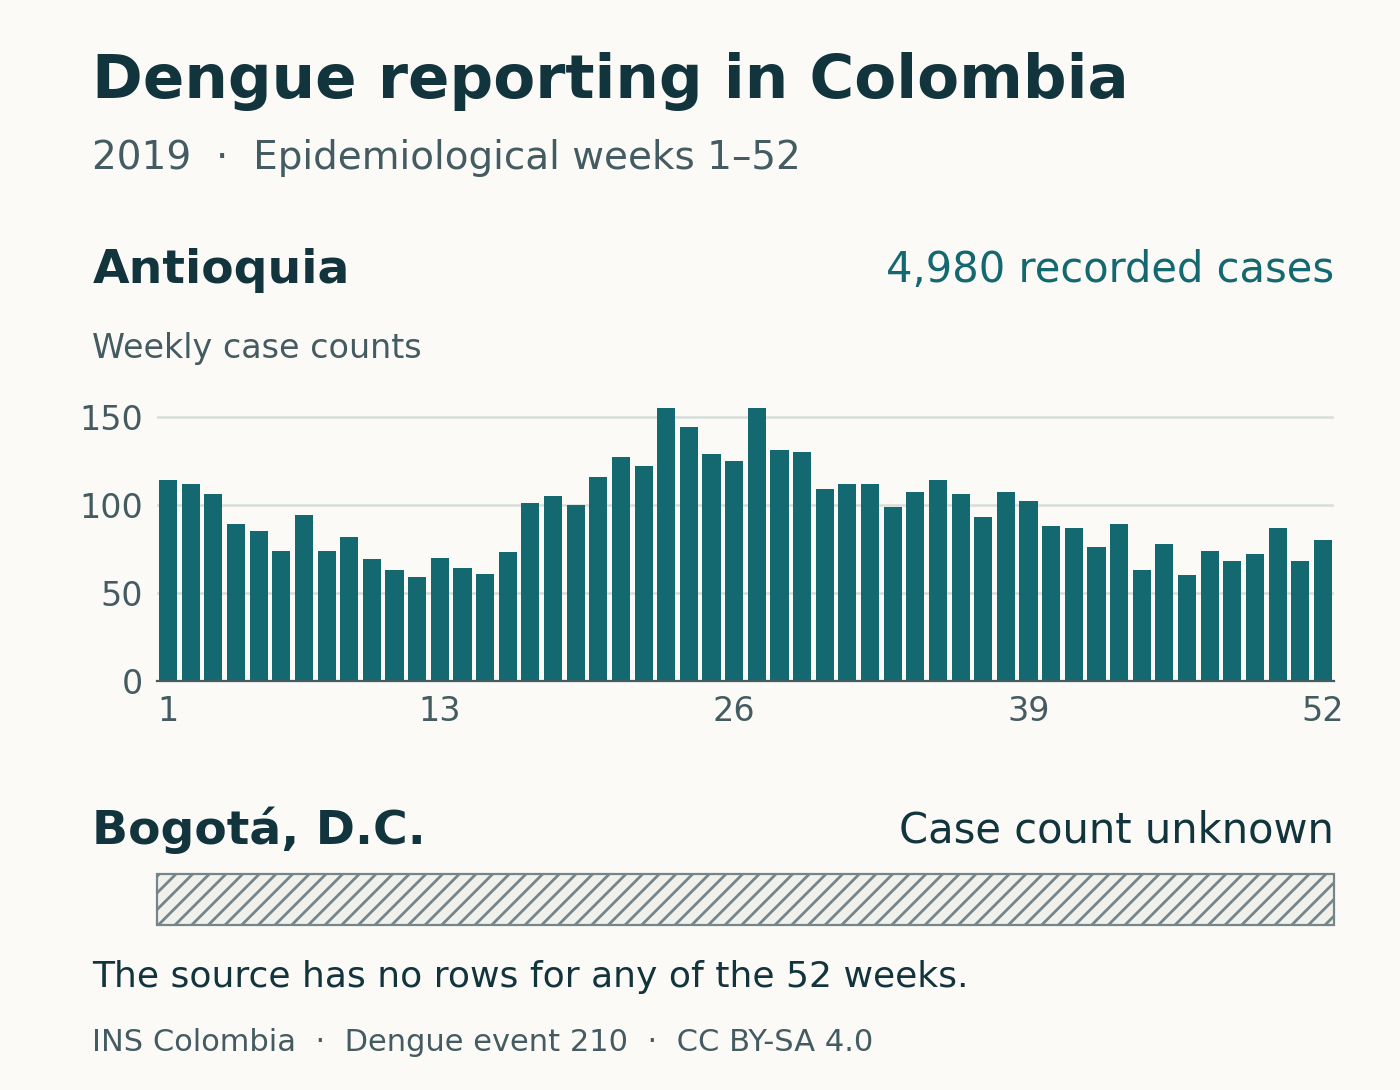 Dengue reporting in Colombia
2019 · Epidemiological weeks 1–52
Antioquia 4,980 recorded cases
Weekly case counts
150
100
50
0
1 13 26 39 52
Bogotá, D.C. Case count unknown
The source has no rows for any of the 52 weeks.
INS Colombia · Dengue event 210 · CC BY-SA 4.0